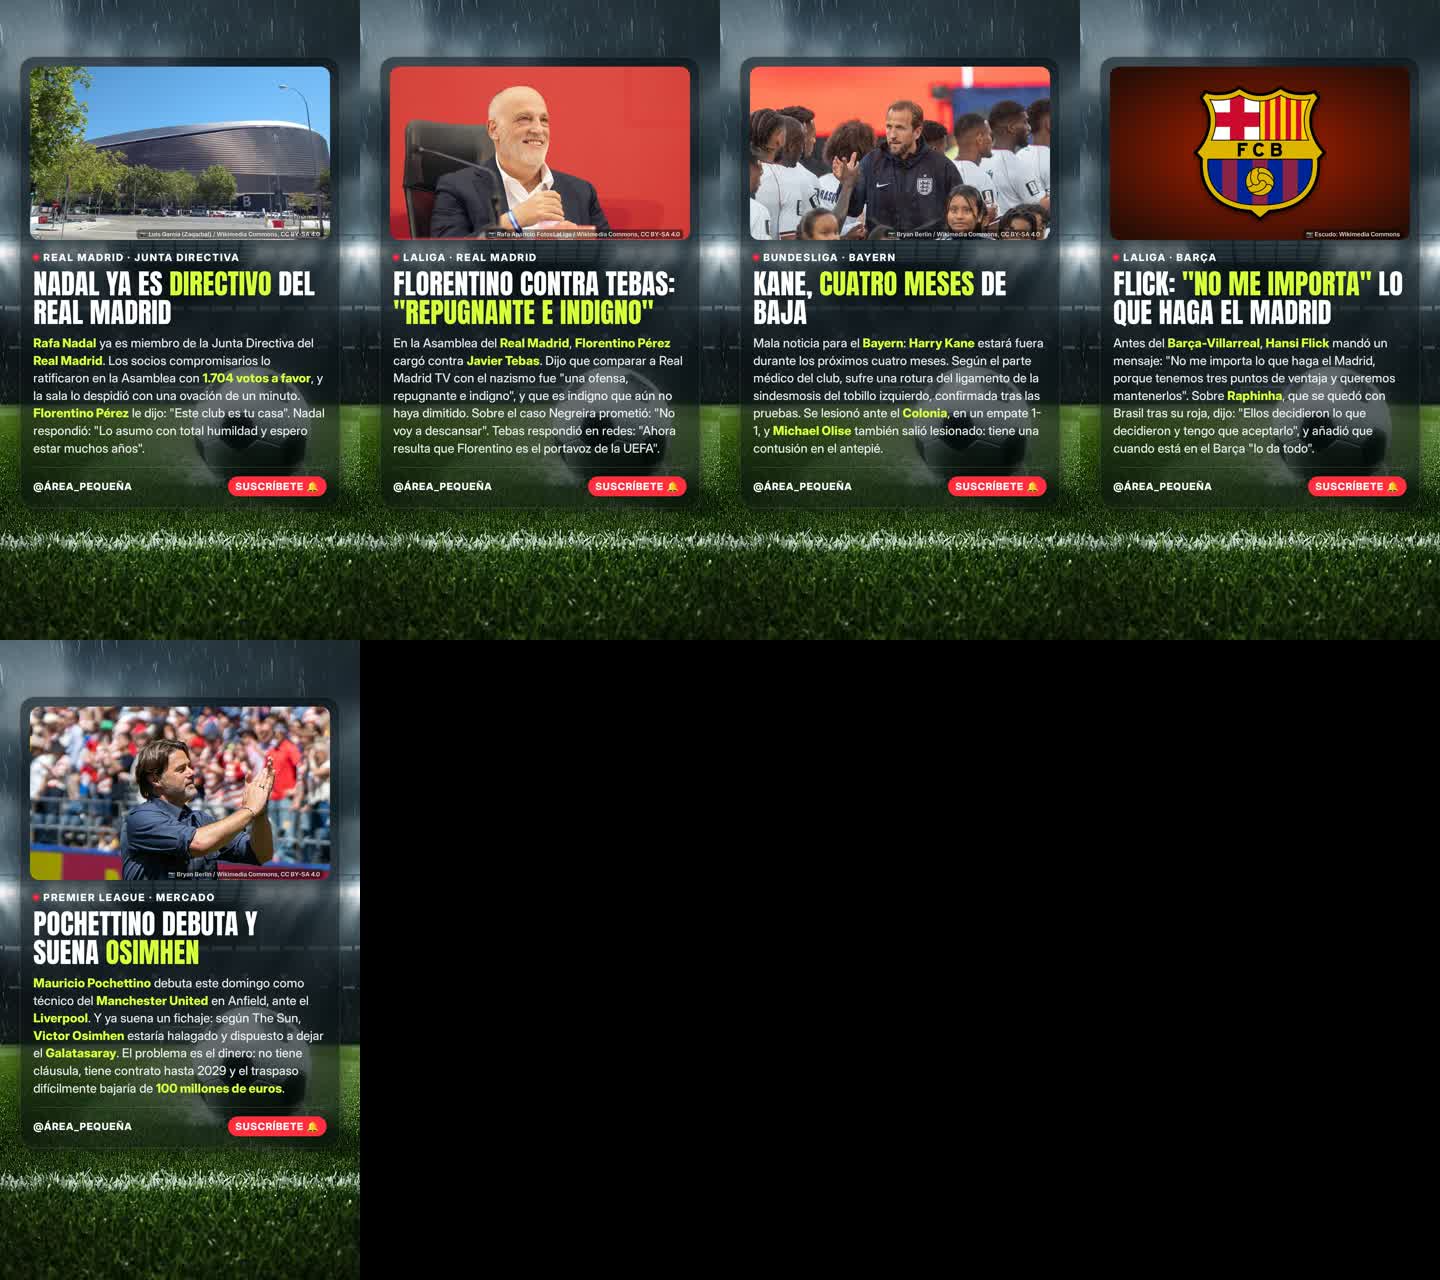 Luis García (Zaqarbal) / Wikimedia Commons, CC BY-SA 4.0
REAL MADRID · JUNTA DIRECTIVA
NADAL YA ES DIRECTIVO DEL
REAL MADRID
Rafa Nadal ya es miembro de la Junta Directiva del
Real Madrid. Los socios compromisarios lo
ratificaron en la Asamblea con 1.704 votos a favor, y
la sala lo despidió con una ovación de un minuto.
Florentino Pérez le dijo: "Este club es tu casa". Nadal
respondió: "Lo asumo con total humildad y espero
estar muchos años".
@ÁREA_PEQUEÑA
SUSCRÍBETE 🔔
Rafa Aparicio FotosLaLiga / Wikimedia Commons, CC BY-SA 4.0
LALIGA · REAL MADRID
FLORENTINO CONTRA TEBAS:
"REPUGNANTE E INDIGNO"
En la Asamblea del Real Madrid, Florentino Pérez
cargó contra Javier Tebas. Dijo que comparar a Real
Madrid TV con el nazismo fue "una ofensa,
repugnante e indigno", y que es indigno que aún no
haya dimitido. Sobre el caso Negreira prometió: "No
voy a descansar". Tebas respondió en redes: "Ahora
resulta que Florentino es el portavoz de la UEFA".
@ÁREA_PEQUEÑA
SUSCRÍBETE 🔔
Bryan Berlin / Wikimedia Commons, CC BY-SA 4.0
BUNDESLIGA · BAYERN
KANE, CUATRO MESES DE
BAJA
Mala noticia para el Bayern: Harry Kane estará fuera
durante los próximos cuatro meses. Según el parte
médico del club, sufre una rotura del ligamento de la
sindesmosis del tobillo izquierdo, confirmada tras las
pruebas. Se lesionó ante el Colonia, en un empate 1-
1, y Michael Olise también salió lesionado: tiene una
contusión en el antepié.
@ÁREA_PEQUEÑA
SUSCRÍBETE 🔔
FCB
Escudo: Wikimedia Commons
LALIGA · BARÇA
FLICK: "NO ME IMPORTA" LO
QUE HAGA EL MADRID
Antes del Barça-Villarreal, Hansi Flick mandó un
mensaje: "No me importa lo que haga el Madrid,
porque tenemos tres puntos de ventaja y queremos
mantenerlos". Sobre Raphinha, que se quedó con
Brasil tras su roja, dijo: "Ellos decidieron lo que
decidieron y tengo que aceptarlo", y añadió que
cuando está en el Barça "lo da todo".
@ÁREA_PEQUEÑA
SUSCRÍBETE 🔔
Bryan Berlin / Wikimedia Commons, CC BY-SA 4.0
PREMIER LEAGUE · MERCADO
POCHETTINO DEBUTA Y
SUENA OSIMHEN
Mauricio Pochettino debuta este domingo como
técnico del Manchester United en Anfield, ante el
Liverpool. Y ya suena un fichaje: según The Sun,
Victor Osimhen estaría halagado y dispuesto a dejar
el Galatasaray. El problema es el dinero: no tiene
cláusula, tiene contrato hasta 2029 y el traspaso
difícilmente bajaría de 100 millones de euros.
@ÁREA_PEQUEÑA
SUSCRÍBETE 🔔